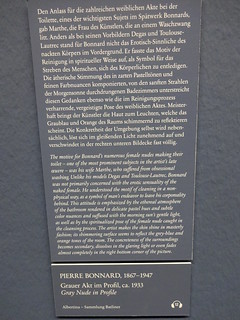 Den Anlass für die zahlreichen weiblichen Akte bei der
Toilette, eines der wichtigsten Sujets im Spätwerk Bonnards,
gab Marthe, die Frau des Künstlers, die an einem Waschzwang
litt. Anders als bei seinen Vorbildern Degas und Toulouse-
Lautrec stand für Bonnard nicht das Erotisch-Sinnliche des
nackten Körpers im Vordergrund. Er fasste das Motiv der
Reinigung in spiritueller Weise auf, als Symbol für das
Streben des Menschen, sich des Körperlichen zu entledigen.
Die ätherische Stimmung des in zarten Pastelltönen und
feinen Farbnuancen komponierten, von den sanften Strahlen
der Morgensonne durchdrungenen Badezimmers unterstreicht
diesen Gedanken ebenso wie die im Reinigungsprozess
verharrende, vergeistigte Pose des weiblichen Aktes. Meister-
haft bringt der Künstler die Haut zum Leuchten, welche das
Graublau und Orange des Raums schimmernd zu reflektieren
scheint. Die Konkretheit der Umgebung selbst wird neben-
sächlich, löst sich im gleißenden Licht zunehmend auf und
verschwindet in der rechten unteren Bildecke fast völlig.
The motive for Bonnard's numerous female nudes making their
toilet – one of the most prominent subjects in the artist's late
oeuvre – was his wife Marthe, who suffered from obsessional
washing. Unlike his models Degas and Toulouse-Lautrec, Bonnard
was not primarily concerned with the erotic sensuality of the
naked female. He understood the motif of cleaning in a non-
physical way, as a symbol of man's endeavor to leave his corporeality
behind. This attitude is emphasized by the ethereal atmosphere
of the bathroom rendered in delicate pastel hues and subtle
color nuances and suffused with the morning sun's gentle light,
as well as by the spiritualized pose of the female nude caught in
the cleansing process. The artist makes the skin shine in masterly
fashion; its shimmering surface seems to reflect the grey-blue and
orange tones of the room. The concreteness of the surroundings
becomes secondary, dissolves in the glaring light or even fades
almost completely in the right bottom corner of the picture.
PIERRE BONNARD, 1867–1947
Grauer Akt im Profil, ca. 1933
Gray Nude in Profile
Albertina – Sammlung Batliner